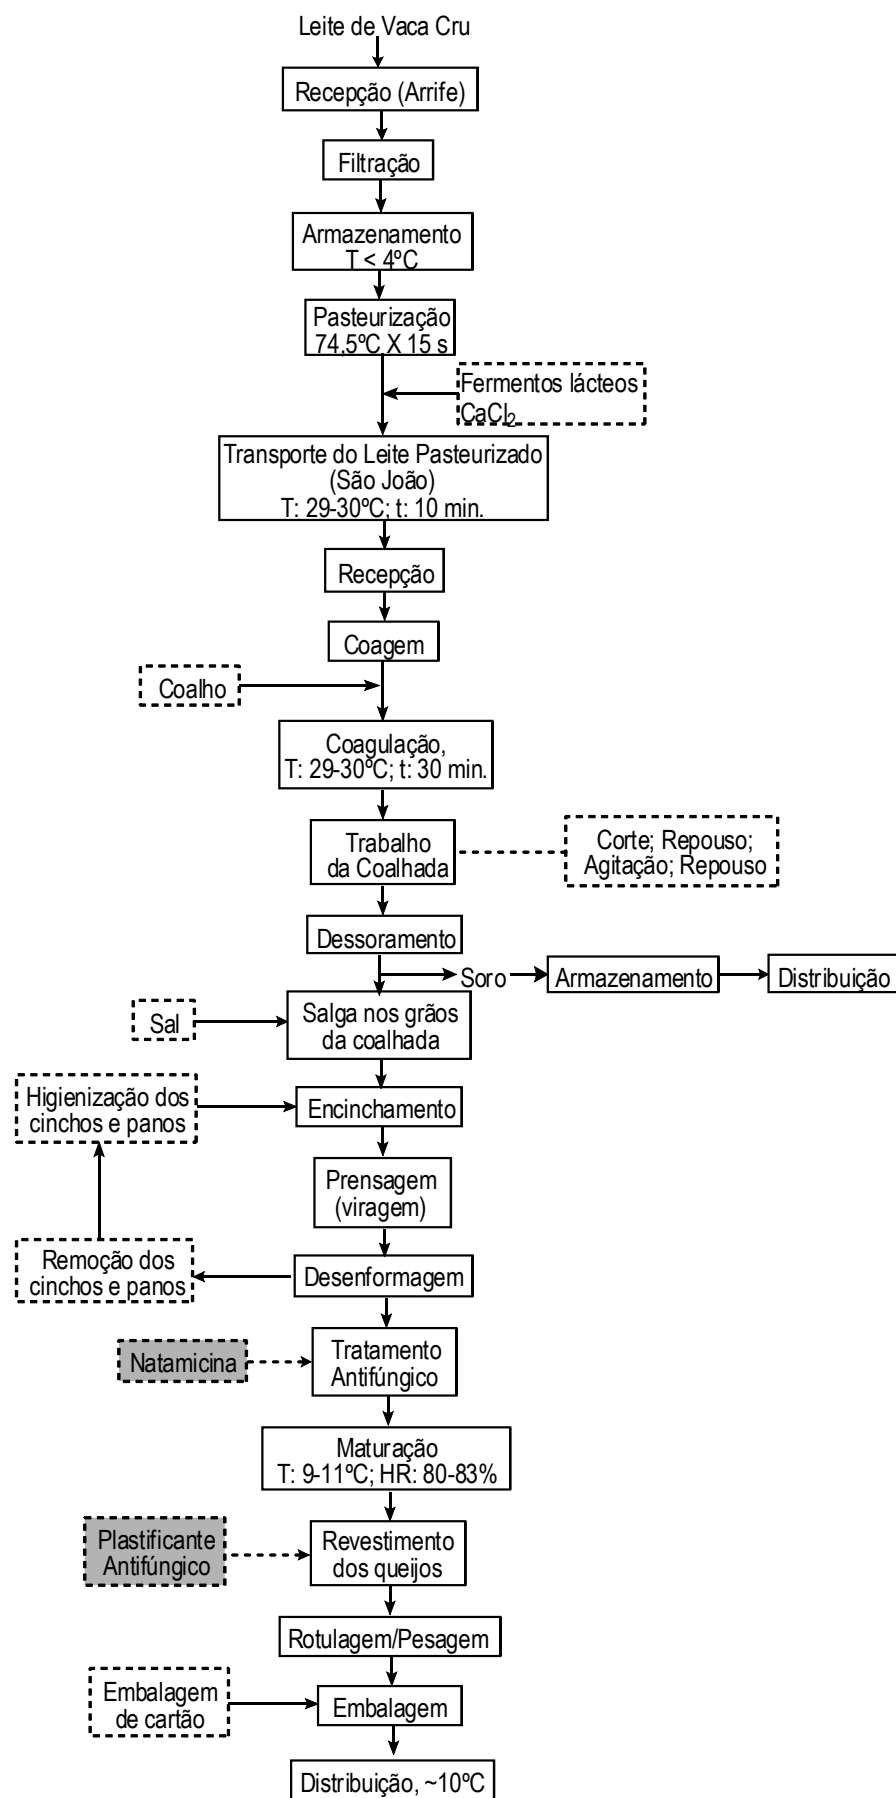 Leite de Vaca Cru
Recepção (Arrife)
Filtração
Armazenamento
T < 4ºC
Pasteurização
74,5ºC X 15 s
Fermentos lácteos
CaCl2
Transporte do Leite Pasteurizado
(São João)
T: 29-30ºC; t: 10 min.
Recepção
Coagem
Coalho
Coagulação,
T: 29-30ºC; t: 30 min.
Trabalho
da Coalhada
Corte; Repouso;
Agitação; Repouso
Dessoramento
Soro
Armazenamento
Distribuição
Sal
Salga nos grãos
da coalhada
Higienização dos
cinchos e panos
Encinchamento
Prensagem
(viragem)
Remoção dos
cinchos e panos
Desenformagem
Natamicina
Tratamento
Antifúngico
Maturação
T: 9-11ºC; HR: 80-83%
Plastificante
Antifúngico
Revestimento
dos queijos
Rotulagem/Pesagem
Embalagem
de cartão
Embalagem
Distribuição, ~10ºC